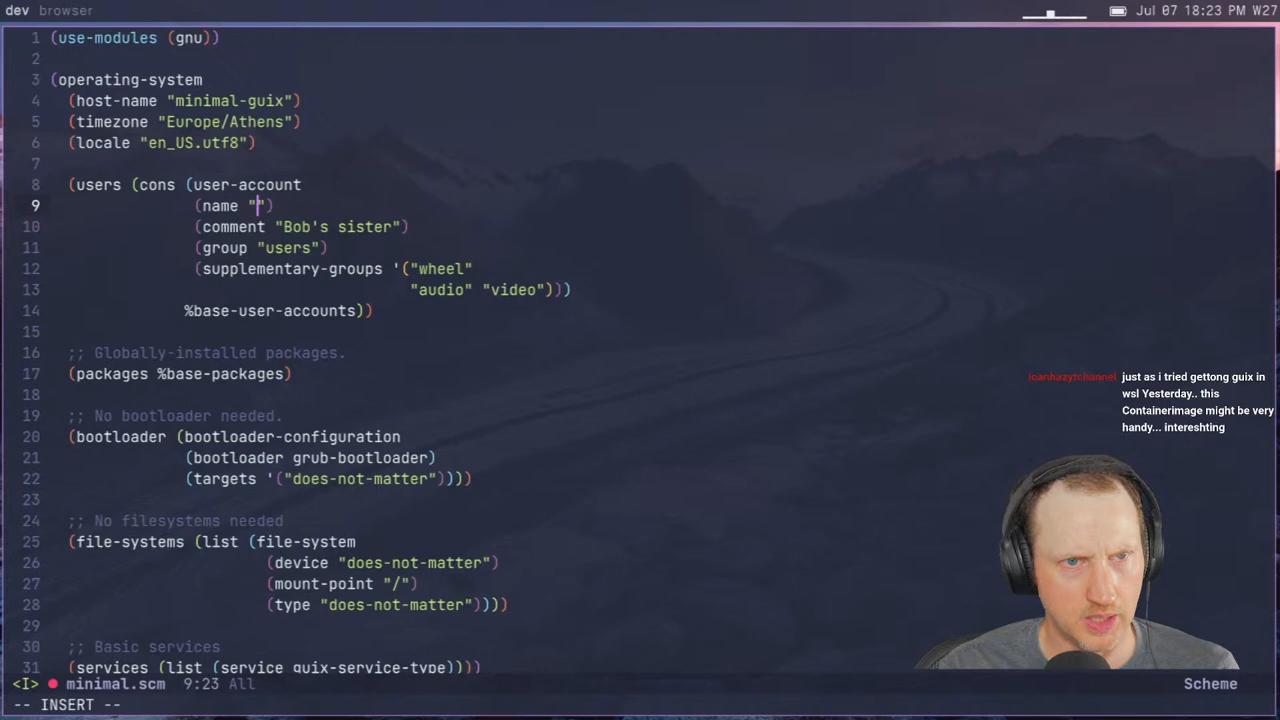 dev browser Jul 07 18:23 PM W27
1 (use-modules (gnu))
2
3 (operating-system
4 (host-name "minimal-guix")
5 (timezone "Europe/Athens")
6 (locale "en_US.utf8")
7
8 (users (cons (user-account
9 (name "")
10 (comment "Bob's sister")
11 (group "users")
12 (supplementary-groups '("wheel"
13 "audio" "video")))
14 %base-user-accounts))
15
16 ;; Globally-installed packages.
17 (packages %base-packages)
18
19 ;; No bootloader needed.
20 (bootloader (bootloader-configuration
21 (bootloader grub-bootloader)
22 (targets '("does-not-matter"))))
23
24 ;; No filesystems needed
25 (file-systems (list (file-system
26 (device "does-not-matter")
27 (mount-point "/")
28 (type "does-not-matter"))))
29
30 ;; Basic services
31 (services (list (service guix-service-type))))
icanhazytchannel just as i tried gettong guix in
wsl Yesterday.. this
Containerimage might be very
handy... intereshting
<I> minimal.scm 9:23 All Scheme
-- INSERT --